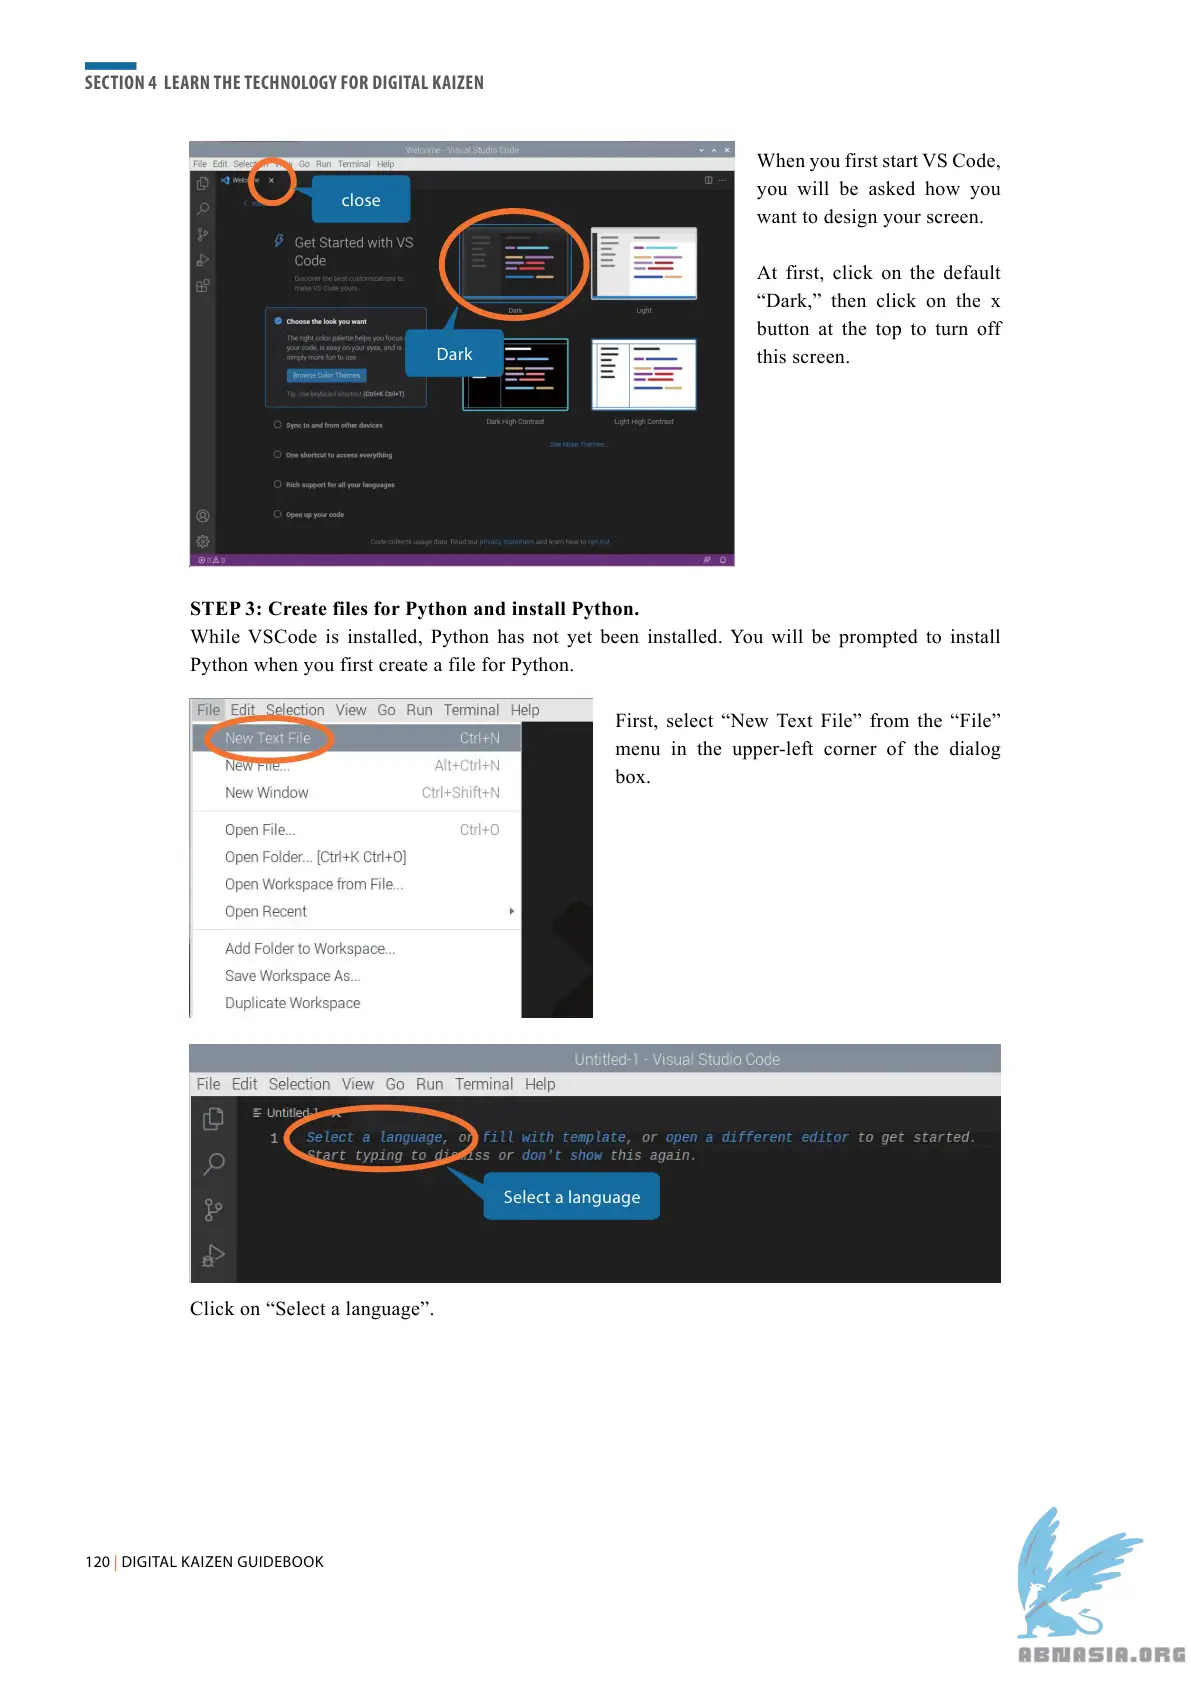 SECTION 4 LEARN THE TECHNOLOGY FOR DIGITAL KAIZEN
Welcome - Visual Studio Code
File Edit Selection View Go Run Terminal Help
Welcome
close
Get Started with VS
Code
Discover the best customizations to
make VS Code yours.
Choose the look you want
The right color palette helps you focus
your code, is easy on your eyes, and is
simply more fun to use.
Browse Color Themes
Tip: Use keyboard shortcut (Ctrl+K Ctrl+T)
Sync to and from other devices
One shortcut to access everything
Rich support for all your languages
Open up your code
Dark
Light
Dark
Dark High Contrast
Light High Contrast
See More Themes...
Code collects usage data. Read our privacy statement and learn how to opt out.
0 0
When you first start VS Code,
you will be asked how you
want to design your screen.
At first, click on the default
“Dark,” then click on the x
button at the top to turn off
this screen.
STEP 3: Create files for Python and install Python.
While VSCode is installed, Python has not yet been installed. You will be prompted to install
Python when you first create a file for Python.
File Edit Selection View Go Run Terminal Help
New Text File Ctrl+N
New File... Alt+Ctrl+N
New Window Ctrl+Shift+N
Open File... Ctrl+O
Open Folder... [Ctrl+K Ctrl+O]
Open Workspace from File...
Open Recent
Add Folder to Workspace...
Save Workspace As...
Duplicate Workspace
First, select “New Text File” from the “File”
menu in the upper-left corner of the dialog
box.
Untitled-1 - Visual Studio Code
File Edit Selection View Go Run Terminal Help
Untitled-1
1 Select a language, or fill with template, or open a different editor to get started.
Start typing to dismiss or don't show this again.
Select a language
Click on “Select a language”.
120 | DIGITAL KAIZEN GUIDEBOOK
ABNASIA.ORG